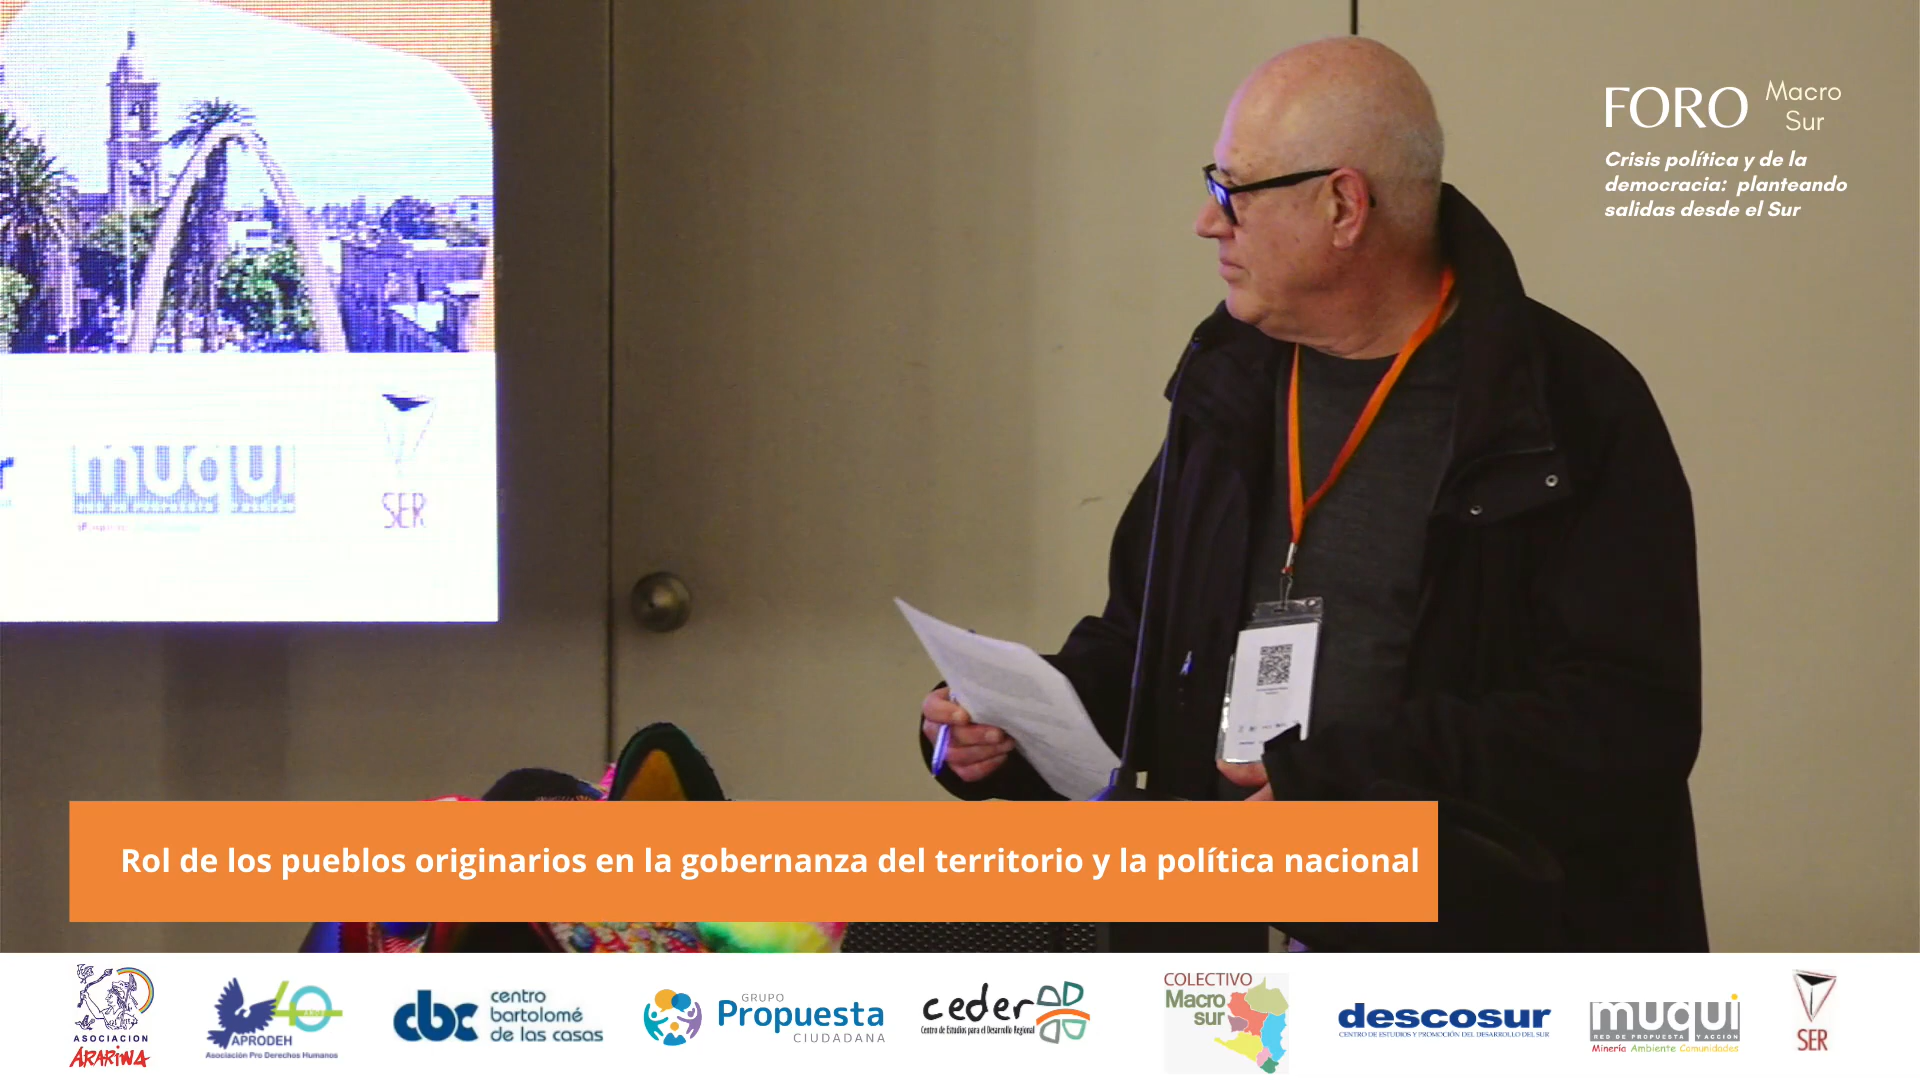 FORO Macro
Sur
Crisis política y de la
democracia: planteando
salidas desde el Sur
muqui
SER
Rol de los pueblos originarios en la gobernanza del territorio y la política nacional
ASOCIACION
ARARIWA
40
AÑOS
APRODEH
Asociación Pro Derechos Humanos
cbc centro
bartolomé
de las casas
GRUPO
Propuesta
CIUDADANA
ceder
Centro de Estudios para el Desarrollo Regional
COLECTIVO
Macro
sur
descosur
CENTRO DE ESTUDIOS Y PROMOCIÓN DEL DESARROLLO DEL SUR
muqui
RED DE PROPUESTA Y ACCION
Minería Ambiente Comunidades
SER